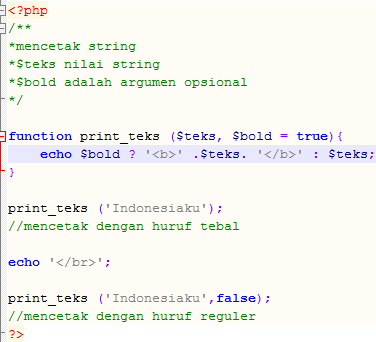 <?php
/**
*mencetak string
*$teks nilai string
*$bold adalah argumen opsional
*/
function print_teks ($teks, $bold = true){
echo $bold ? '<b>' .$teks. '</b>' : $teks;
}
print_teks ('Indonesiaku');
//mencetak dengan huruf tebal
echo '</br>';
print_teks ('Indonesiaku',false);
//mencetak dengan huruf reguler
?>